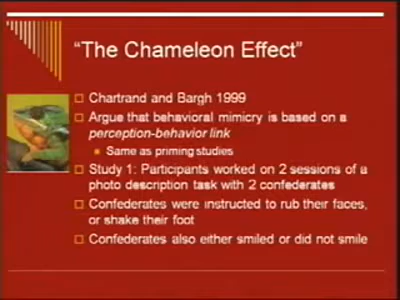 “The Chameleon Effect”
Chartrand and Bargh 1999
Argue that behavioral mimicry is based on a
perception-behavior link
Same as priming studies
Study 1: Participants worked on 2 sessions of a
photo description task with 2 confederates
Confederates were instructed to rub their faces,
or shake their foot
Confederates also either smiled or did not smile